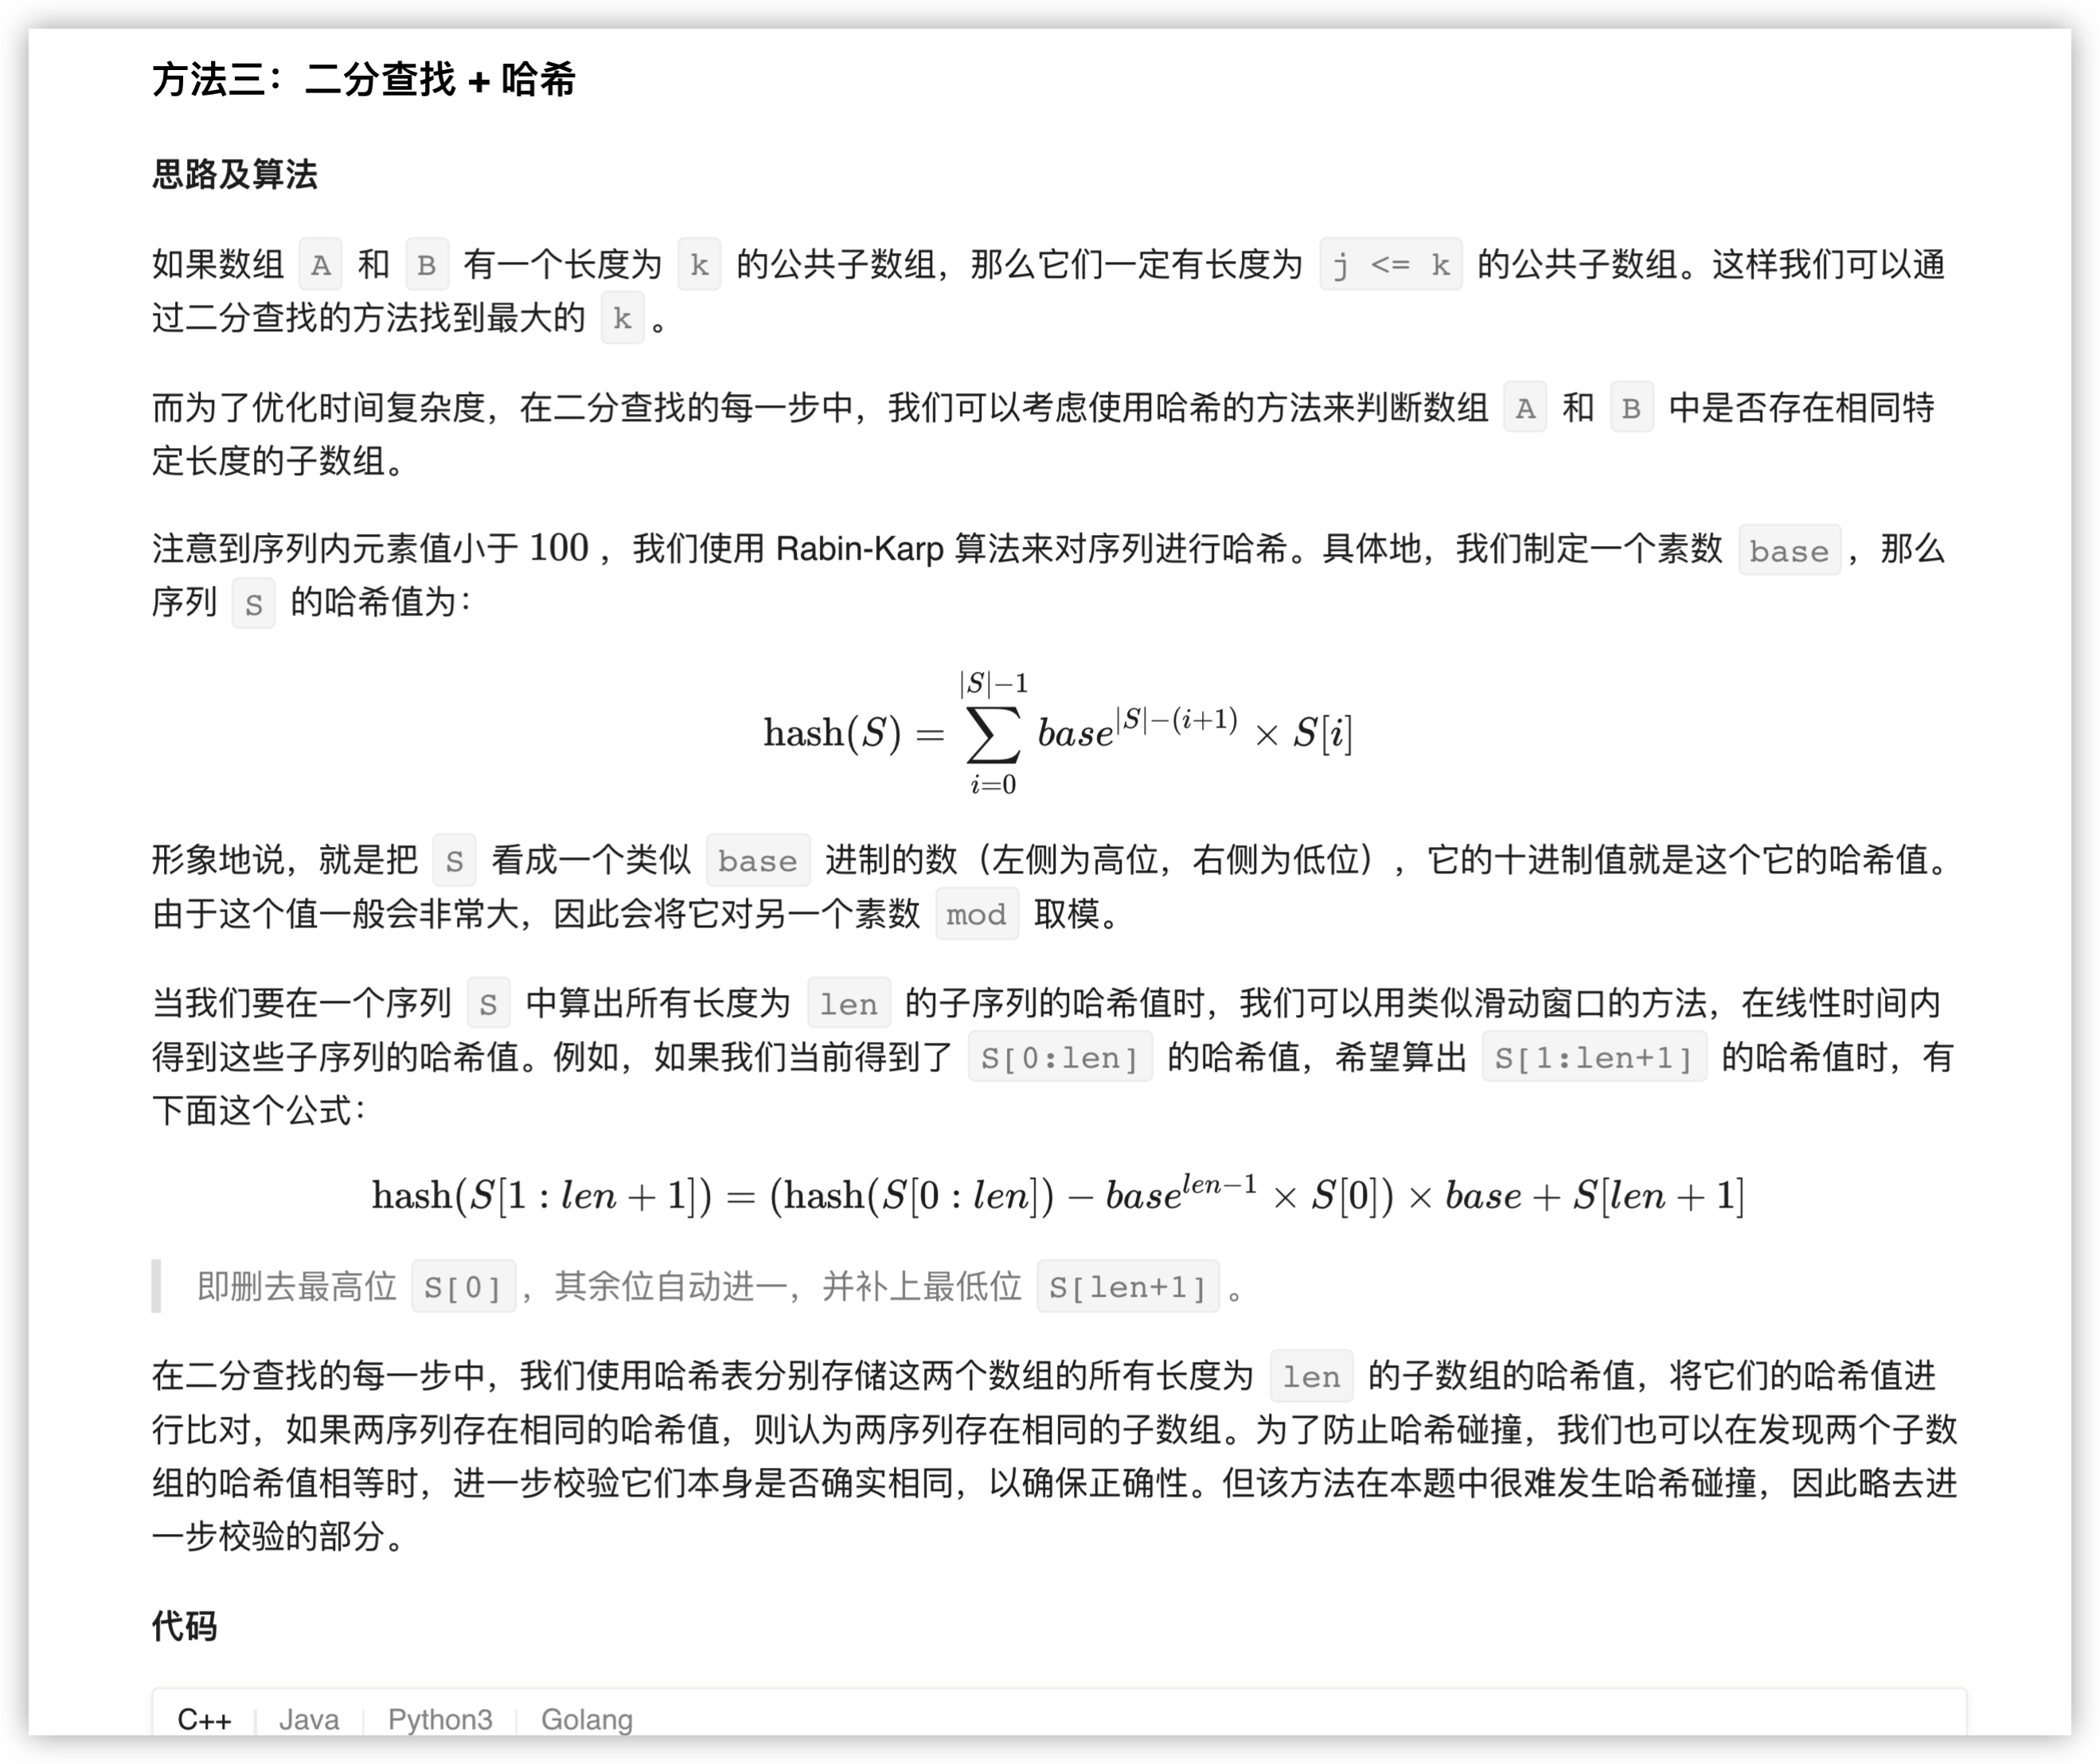 方法三：二分查找 + 哈希
思路及算法
如果数组 A 和 B 有一个长度为 k 的公共子数组，那么它们一定有长度为 j <= k 的公共子数组。这样我们可以通
过二分查找的方法找到最大的 k 。
而为了优化时间复杂度，在二分查找的每一步中，我们可以考虑使用哈希的方法来判断数组 A 和 B 中是否存在相同特
定长度的子数组。
注意到序列内元素值小于 100 ，我们使用 Rabin-Karp 算法来对序列进行哈希。具体地，我们制定一个素数 base ，那么
序列 S 的哈希值为：
hash(S) = \sum_{i=0}^{|S|-1} base^{|S|-(i+1)} × S[i]
形象地说，就是把 S 看成一个类似 base 进制的数（左侧为高位，右侧为低位），它的十进制值就是这个它的哈希值。
由于这个值一般会非常大，因此会将它对另一个素数 mod 取模。
当我们要在一个序列 S 中算出所有长度为 len 的子序列的哈希值时，我们可以用类似滑动窗口的方法，在线性时间内
得到这些子序列的哈希值。例如，如果我们当前得到了 S[0:len] 的哈希值，希望算出 S[1:len+1] 的哈希值时，有
下面这个公式：
hash(S[1 : len + 1]) = (hash(S[0 : len]) − base^{len−1} × S[0]) × base + S[len + 1]
即删去最高位 S[0] ，其余位自动进一，并补上最低位 S[len+1] 。
在二分查找的每一步中，我们使用哈希表分别存储这两个数组的所有长度为 len 的子数组的哈希值，将它们的哈希值进
行比对，如果两序列存在相同的哈希值，则认为两序列存在相同的子数组。为了防止哈希碰撞，我们也可以在发现两个子数
组的哈希值相等时，进一步校验它们本身是否确实相同，以确保正确性。但该方法在本题中很难发生哈希碰撞，因此略去进
一步校验的部分。
代码
C++ Java Python3 Golang